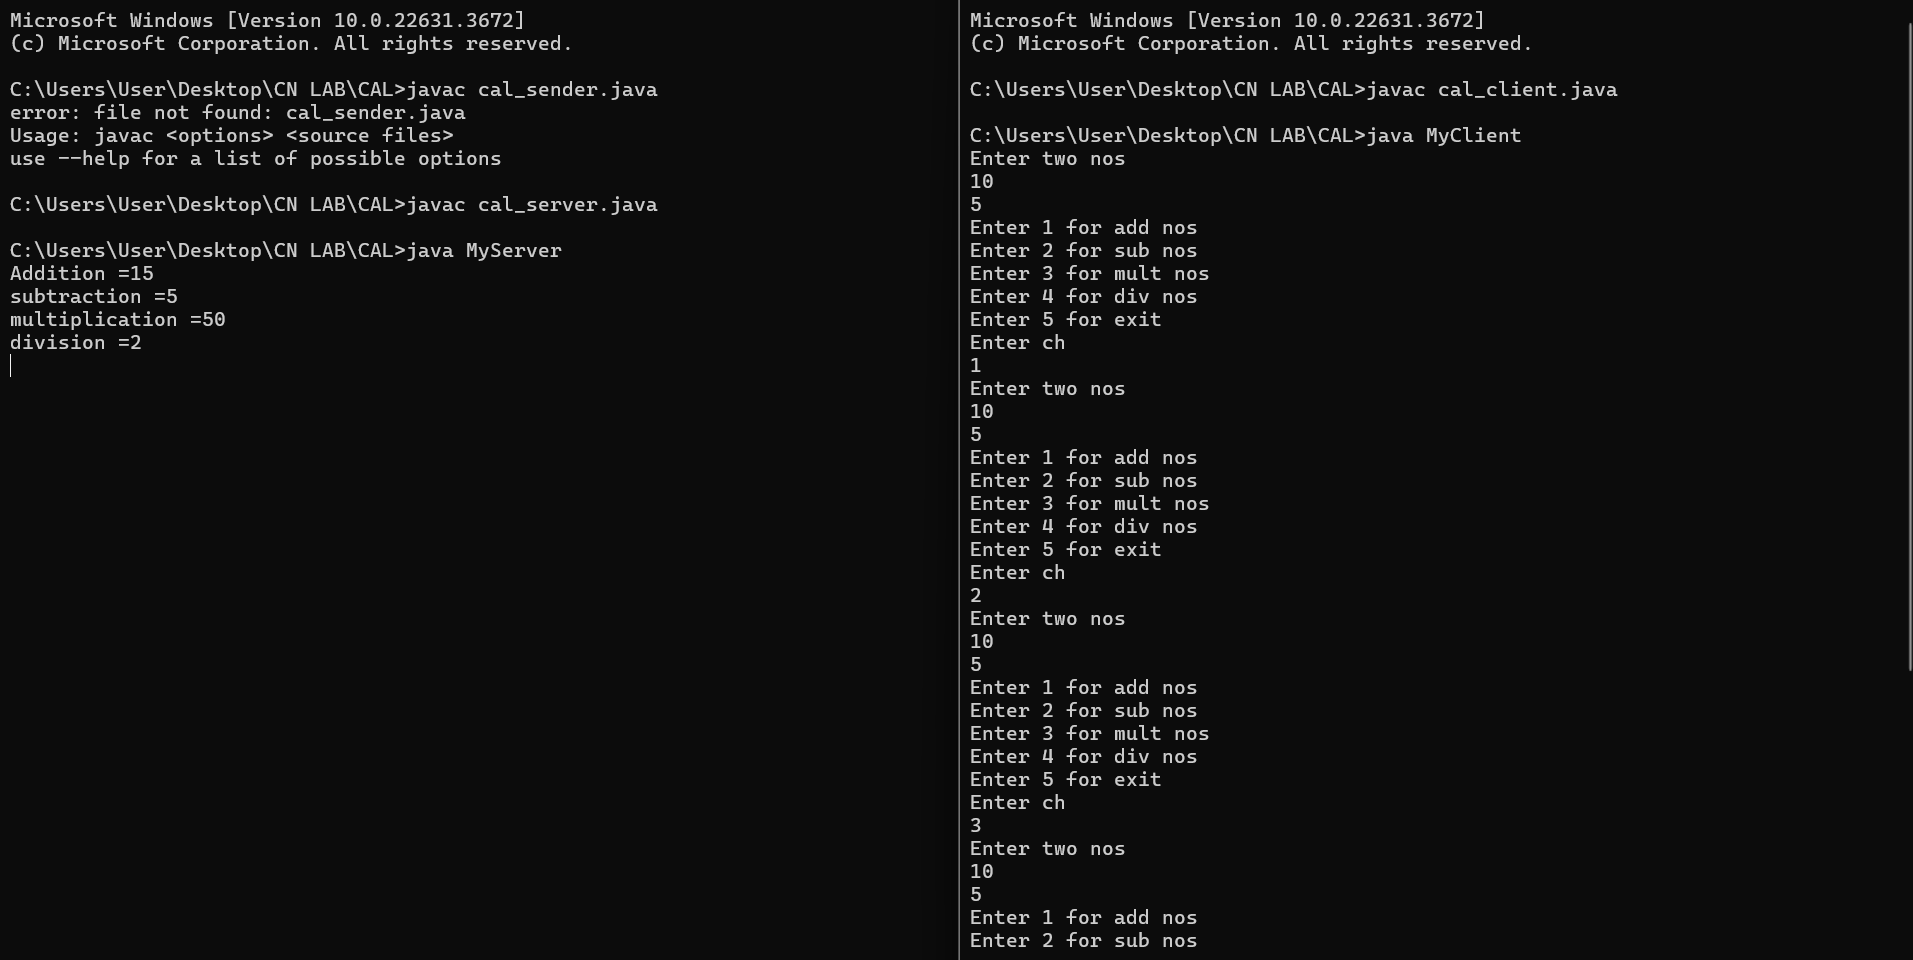 Microsoft Windows [Version 10.0.22631.3672]
(c) Microsoft Corporation. All rights reserved.
C:\Users\User\Desktop\CN LAB\CAL>javac cal_sender.java
error: file not found: cal_sender.java
Usage: javac <options> <source files>
use --help for a list of possible options
C:\Users\User\Desktop\CN LAB\CAL>javac cal_server.java
C:\Users\User\Desktop\CN LAB\CAL>java MyServer
Addition =15
subtraction =5
multiplication =50
division =2
Microsoft Windows [Version 10.0.22631.3672]
(c) Microsoft Corporation. All rights reserved.
C:\Users\User\Desktop\CN LAB\CAL>javac cal_client.java
C:\Users\User\Desktop\CN LAB\CAL>java MyClient
Enter two nos
10
5
Enter 1 for add nos
Enter 2 for sub nos
Enter 3 for mult nos
Enter 4 for div nos
Enter 5 for exit
Enter ch
1
Enter two nos
10
5
Enter 1 for add nos
Enter 2 for sub nos
Enter 3 for mult nos
Enter 4 for div nos
Enter 5 for exit
Enter ch
2
Enter two nos
10
5
Enter 1 for add nos
Enter 2 for sub nos
Enter 3 for mult nos
Enter 4 for div nos
Enter 5 for exit
Enter ch
3
Enter two nos
10
5
Enter 1 for add nos
Enter 2 for sub nos